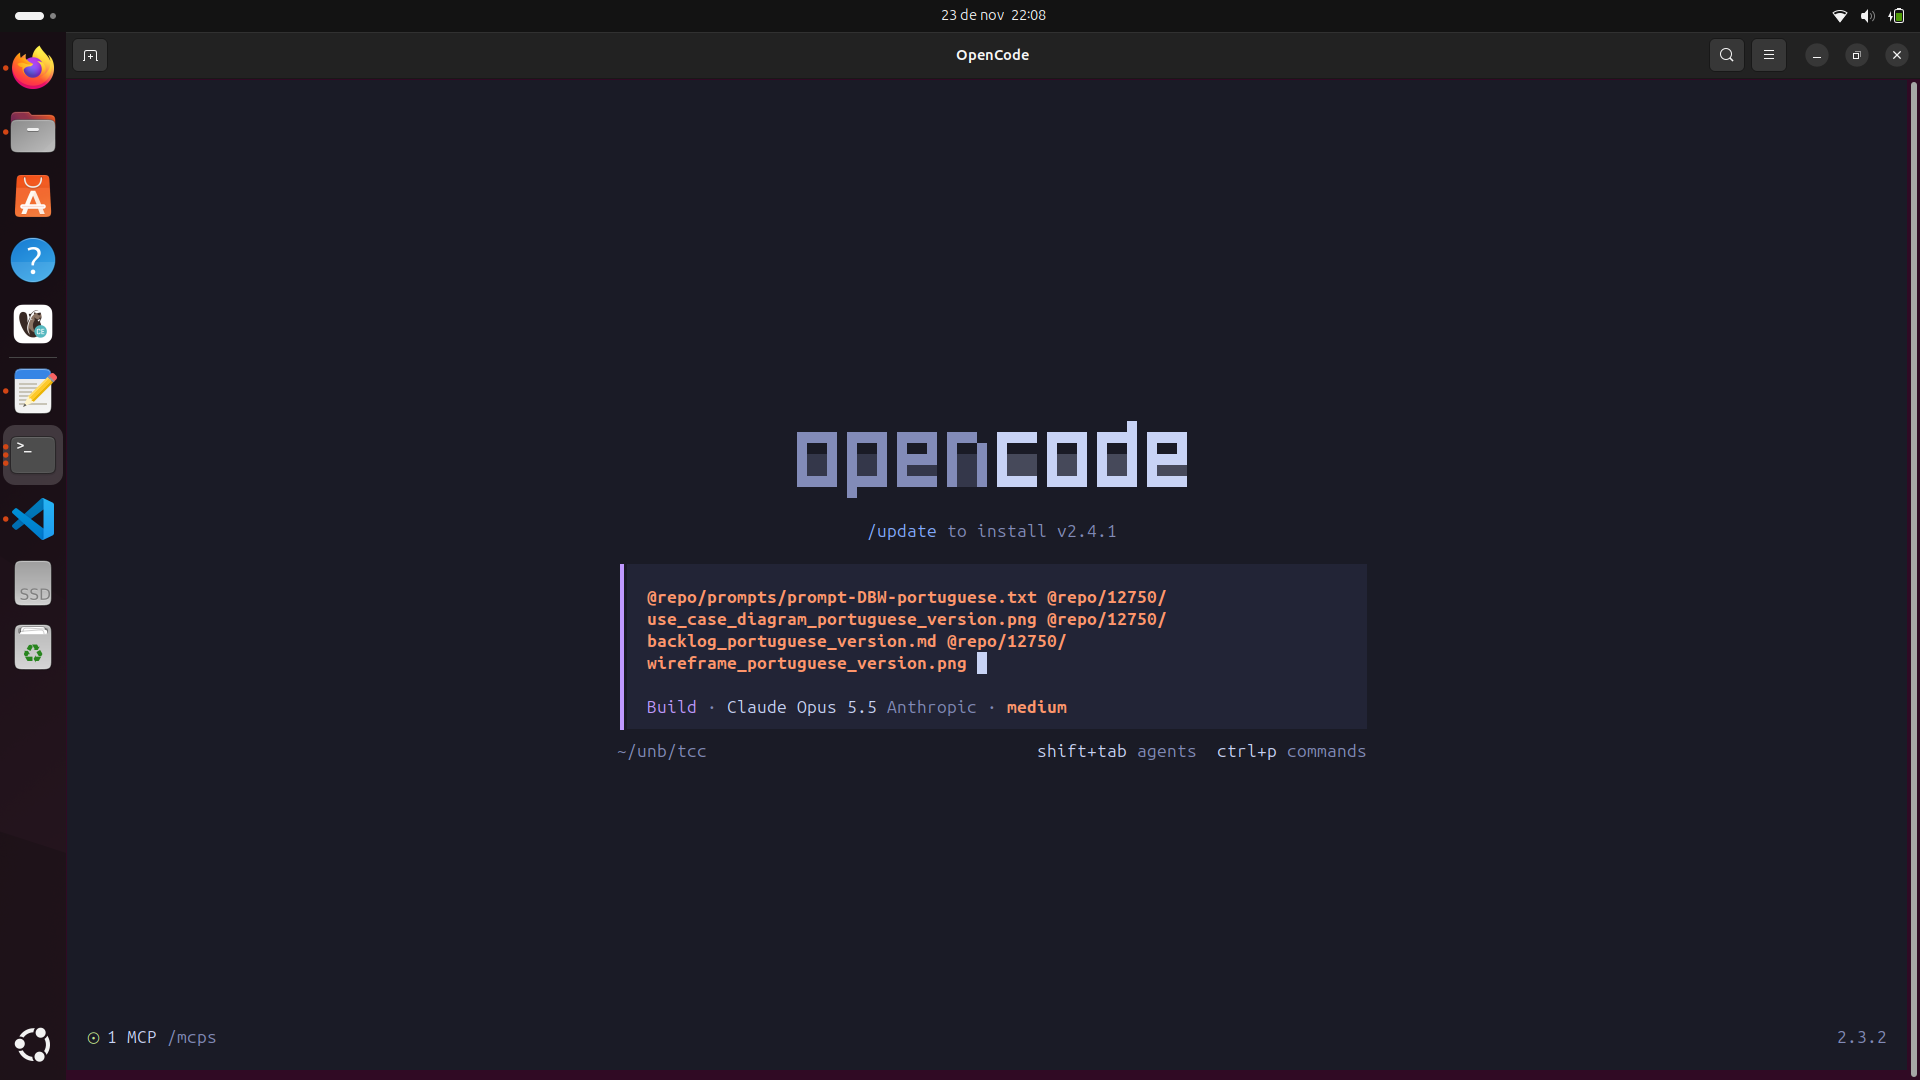 23 de nov 22:08
OpenCode
opencode
/update to install v2.4.1
@repo/prompts/prompt-DBW-portuguese.txt @repo/12750/
use_case_diagram_portuguese_version.png @repo/12750/
backlog_portuguese_version.md @repo/12750/
wireframe_portuguese_version.png
Build · Claude Opus 5.5 Anthropic · medium
~/unb/tcc shift+tab agents ctrl+p commands
SSD
1 MCP /mcps 2.3.2